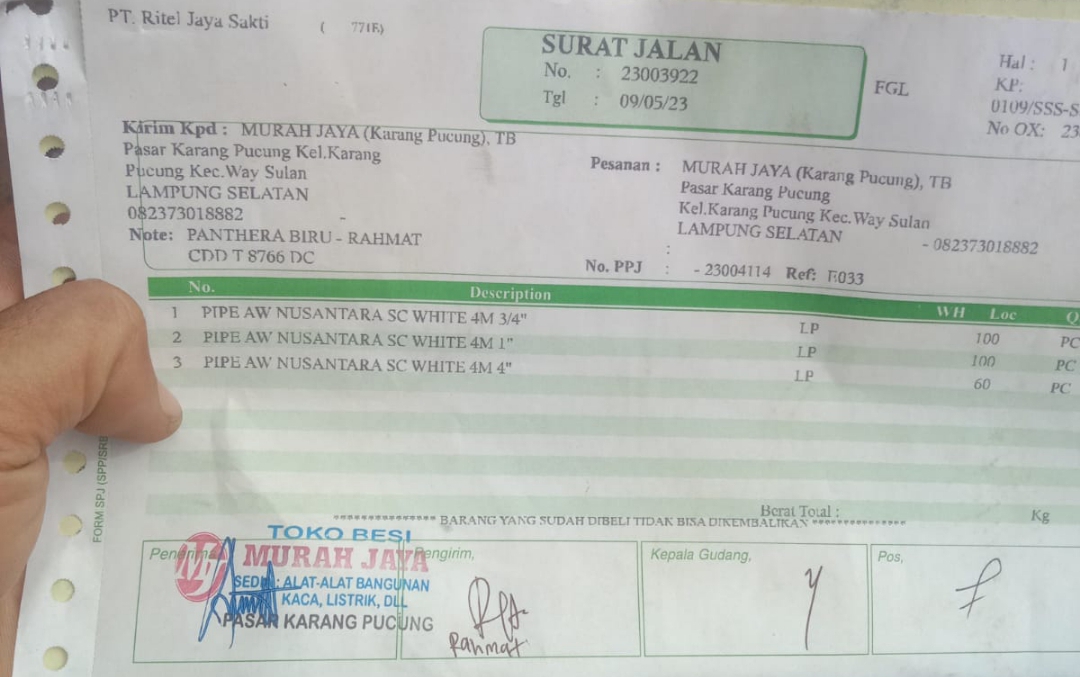 PT. Ritel Jaya Sakti
SURAT JALAN
No. : 23003922
Tgl : 09/05/23
FGL
Hal : 1
KP:
0109/SSS-S
No OX: 23
Kirim Kpd : MURAH JAYA (Karang Pucung), TB
Pasar Karang Pucung Kel.Karang
Pucung Kec.Way Sulan
LAMPUNG SELATAN
082373018882 -
Note: PANTHERA BIRU - RAHMAT
CDD T 8766 DC
Pesanan : MURAH JAYA (Karang Pucung), TB
Pasar Karang Pucung
Kel.Karang Pucung Kec.Way Sulan
LAMPUNG SELATAN - 082373018882
:
No. PPJ : - 23004114 Ref: E033
No. Description WH Loc Q
1 PIPE AW NUSANTARA SC WHITE 4M 3/4" LP 100 PC
2 PIPE AW NUSANTARA SC WHITE 4M 1" LP 100 PC
3 PIPE AW NUSANTARA SC WHITE 4M 4" LP 60 PC
FORM SPJ (SPP/SRB
Berat Total : Kg
BARANG YANG SUDAH DIBELI TIDAK BISA DIKEMBALIKAN
Penerima
TOKO BESI
MURAH JAYA
SEDIA : ALAT-ALAT BANGUNAN
KACA, LISTRIK, DLL
PASAR KARANG PUCUNG
Pengirim,
Rahmat
Kepala Gudang,
Pos,